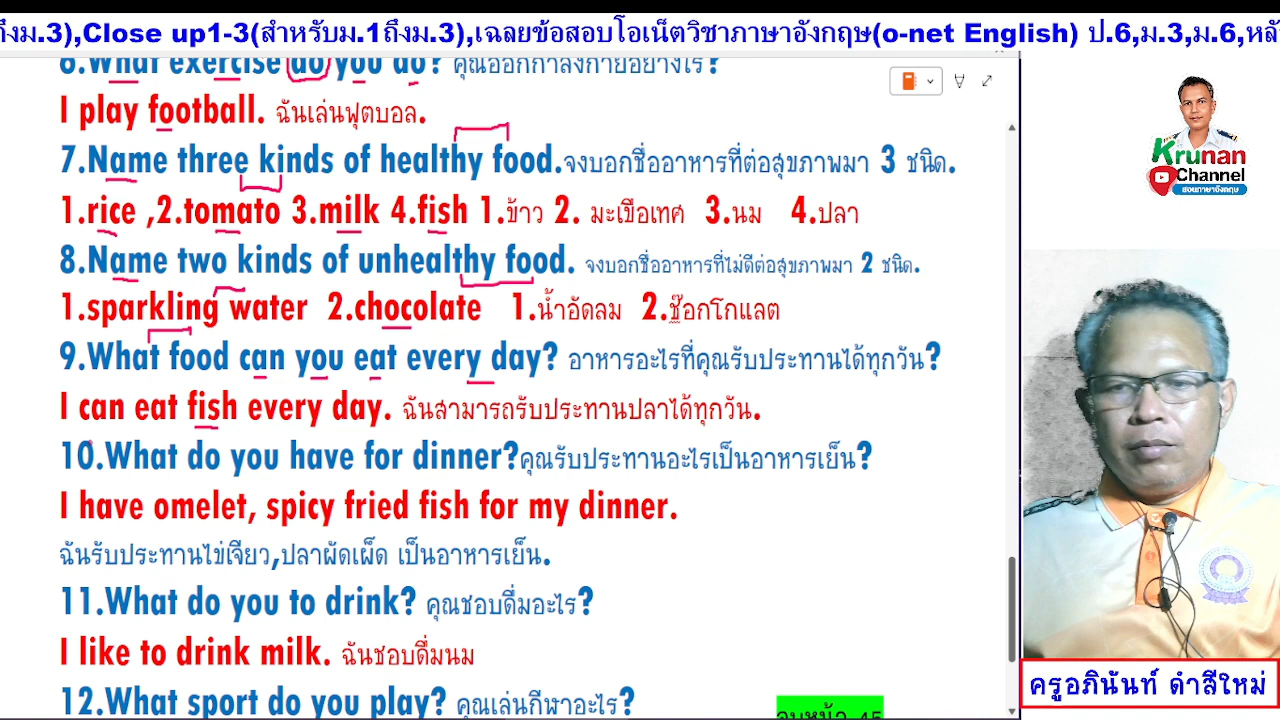 ถึงม.3),Close up1-3(สำหรับม.1ถึงม.3),เฉลยข้อสอบโอเน็ตวิชาภาษาอังกฤษ(o-net English) ป.6,ม.3,ม.6,หลั
6.What exercise do you do? คุณออกกำลังกายอย่างไร?
I play football. ฉันเล่นฟุตบอล.
7.Name three kinds of healthy food.จงบอกชื่ออาหารที่ต่อสุขภาพมา 3 ชนิด.
1.rice ,2.tomato 3.milk 4.fish 1.ข้าว 2. มะเขือเทศ 3.นม 4.ปลา
8.Name two kinds of unhealthy food. จงบอกชื่ออาหารที่ไม่ดีต่อสุขภาพมา 2 ชนิด.
1.sparkling water 2.chocolate 1.น้ำอัดลม 2.ช๊อกโกแลต
9.What food can you eat every day? อาหารอะไรที่คุณรับประทานได้ทุกวัน?
I can eat fish every day. ฉันสามารถรับประทานปลาได้ทุกวัน.
10.What do you have for dinner?คุณรับประทานอะไรเป็นอาหารเย็น?
I have omelet, spicy fried fish for my dinner.
ฉันรับประทานไข่เจียว,ปลาผัดเผ็ด เป็นอาหารเย็น.
11.What do you to drink? คุณชอบดื่มอะไร?
I like to drink milk. ฉันชอบดื่มนม
12.What sport do you play? คุณเล่นกีฬาอะไร?
Krunan
Channel
สอนภาษาอังกฤษ
ครูอภินันท์ ดำสีใหม่